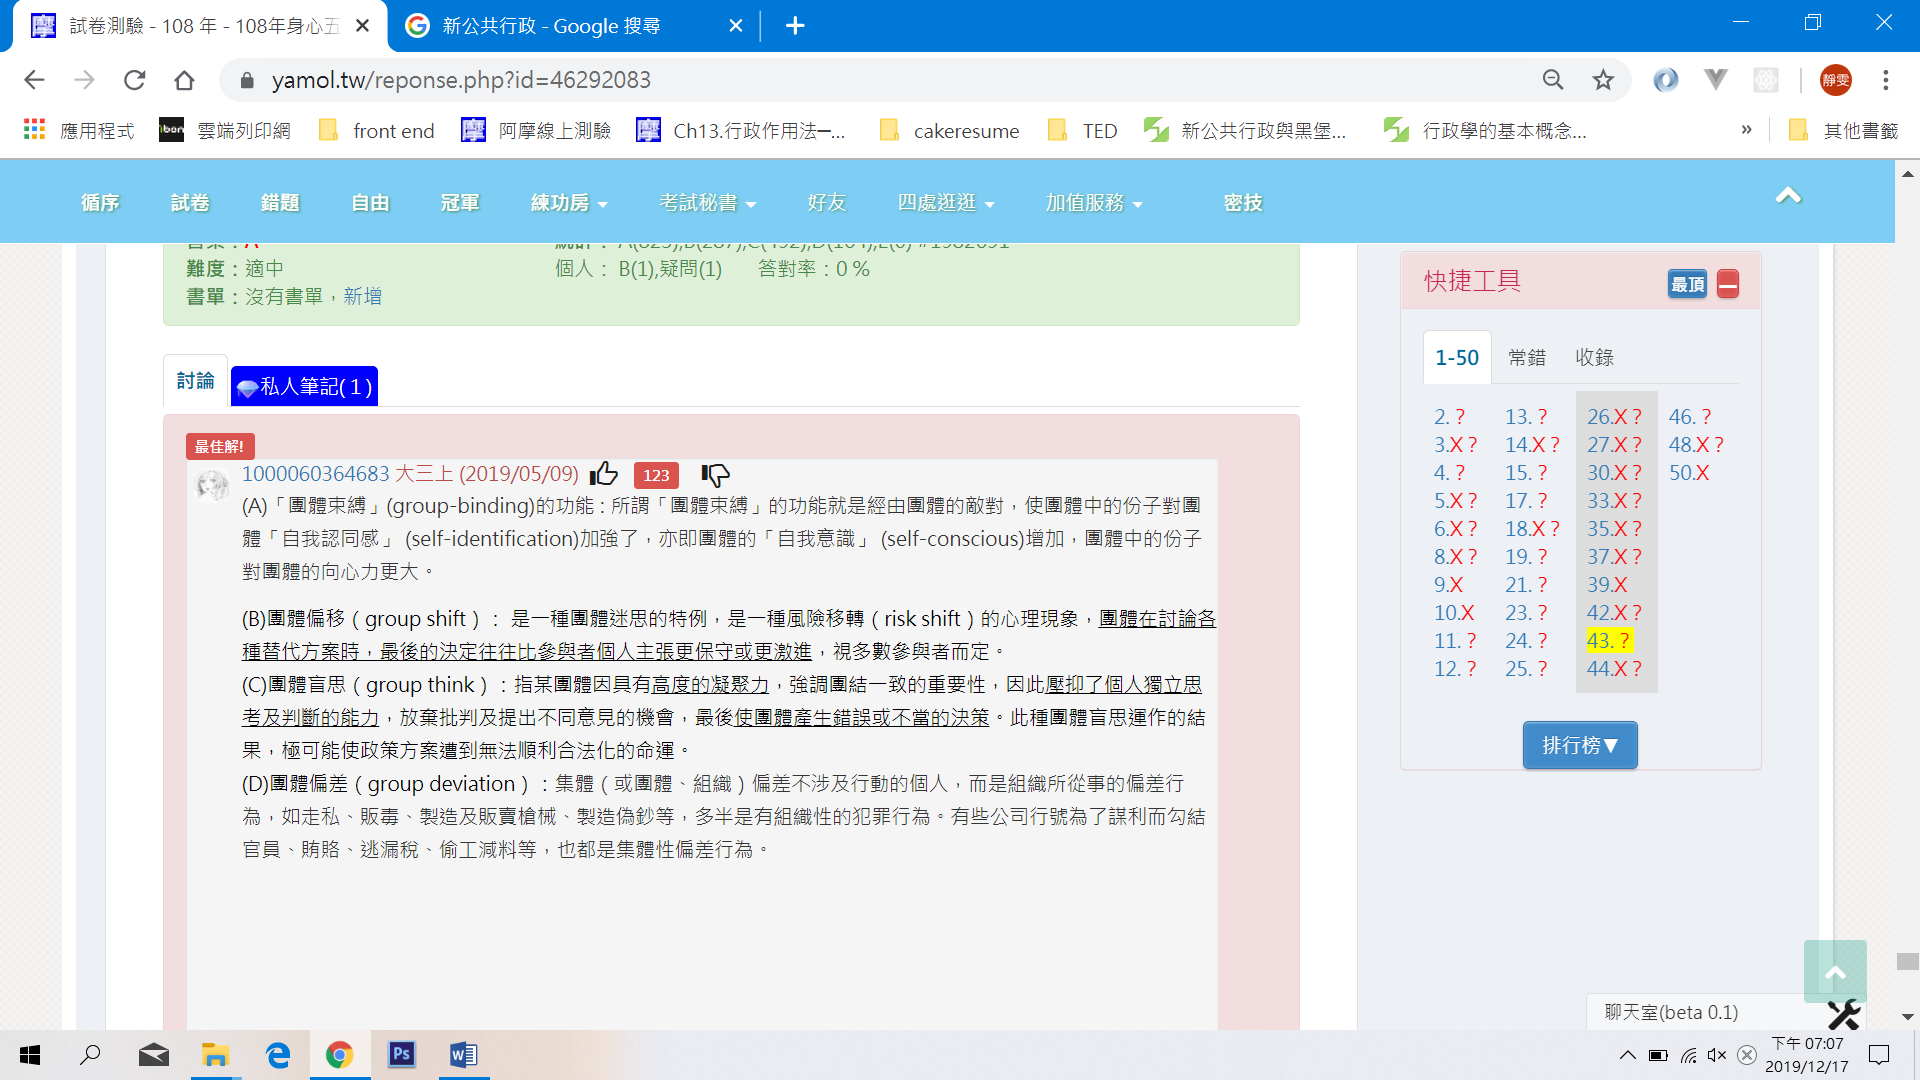 試卷測驗 - 108 年 - 108年身心五
新公共行政 - Google 搜尋
yamol.tw/reponse.php?id=46292083
靜雯
應用程式
ibon
雲端列印網
front end
阿摩線上測驗
Ch13.行政作用法─...
cakeresume
TED
新公共行政與黑堡...
行政學的基本概念...
»
其他書籤
循序 試卷 錯題 自由 冠軍 練功房 考試秘書 好友 四處逛逛 加值服務 密技
難度：適中
個人： B(1),疑問(1) 答對率：0 %
書單：沒有書單，新增
討論
私人筆記( 1 )
最佳解!
1000060364683 大三上 (2019/05/09) 123
(A)「團體束縛」(group-binding)的功能 : 所謂「團體束縛」的功能就是經由團體的敵對，使團體中的份子對團
體「自我認同感」 (self-identification)加強了，亦即團體的「自我意識」 (self-conscious)增加，團體中的份子
對團體的向心力更大。
(B)團體偏移（group shift）： 是一種團體迷思的特例，是一種風險移轉（risk shift）的心理現象，團體在討論各
種替代方案時，最後的決定往往比參與者個人主張更保守或更激進，視多數參與者而定。
(C)團體盲思（group think）：指某團體因具有高度的凝聚力，強調團結一致的重要性，因此壓抑了個人獨立思
考及判斷的能力，放棄批判及提出不同意見的機會，最後使團體產生錯誤或不當的決策。此種團體盲思運作的結
果，極可能使政策方案遭到無法順利合法化的命運。
(D)團體偏差（group deviation）：集體（或團體、組織）偏差不涉及行動的個人，而是組織所從事的偏差行
為，如走私、販毒、製造及販賣槍械、製造偽鈔等，多半是有組織性的犯罪行為。有些公司行號為了謀利而勾結
官員、賄賂、逃漏稅、偷工減料等，也都是集體性偏差行為。
快捷工具
最頂
1-50 常錯 收錄
2. ? 13. ? 26.X ? 46. ?
3.X ? 14.X ? 27.X ? 48.X ?
4. ? 15. ? 30.X ? 50.X
5.X ? 17. ? 33.X ?
6.X ? 18.X ? 35.X ?
8.X ? 19. ? 37.X ?
9.X 21. ? 39.X
10.X 23. ? 42.X ?
11. ? 24. ? 43. ?
12. ? 25. ? 44.X ?
排行榜▼
聊天室(beta 0.1)
Ps
下午 07:07
2019/12/17